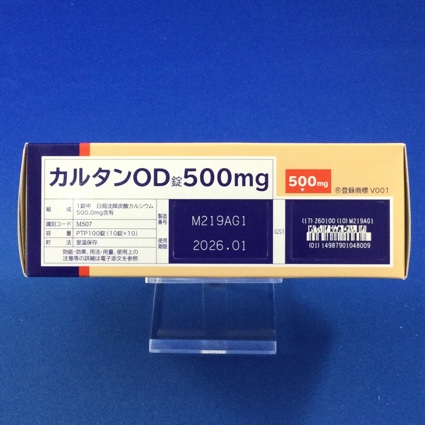 カルタンOD錠500mg
500mg
®登録商標 V001
組 成 1錠中 日局沈降炭酸カルシウム
500.0mg含有
識別コード M507
容 量 PTP100錠(10錠×10)
貯 法 室温保存
効能・効果、用法・用量、使用上の
注意等の詳細は電子添文を参照
製造番号 M219AG1
使用期限 2026.01
GS1
(17) 260100 (10) M219AG1
(01) 14987901048009